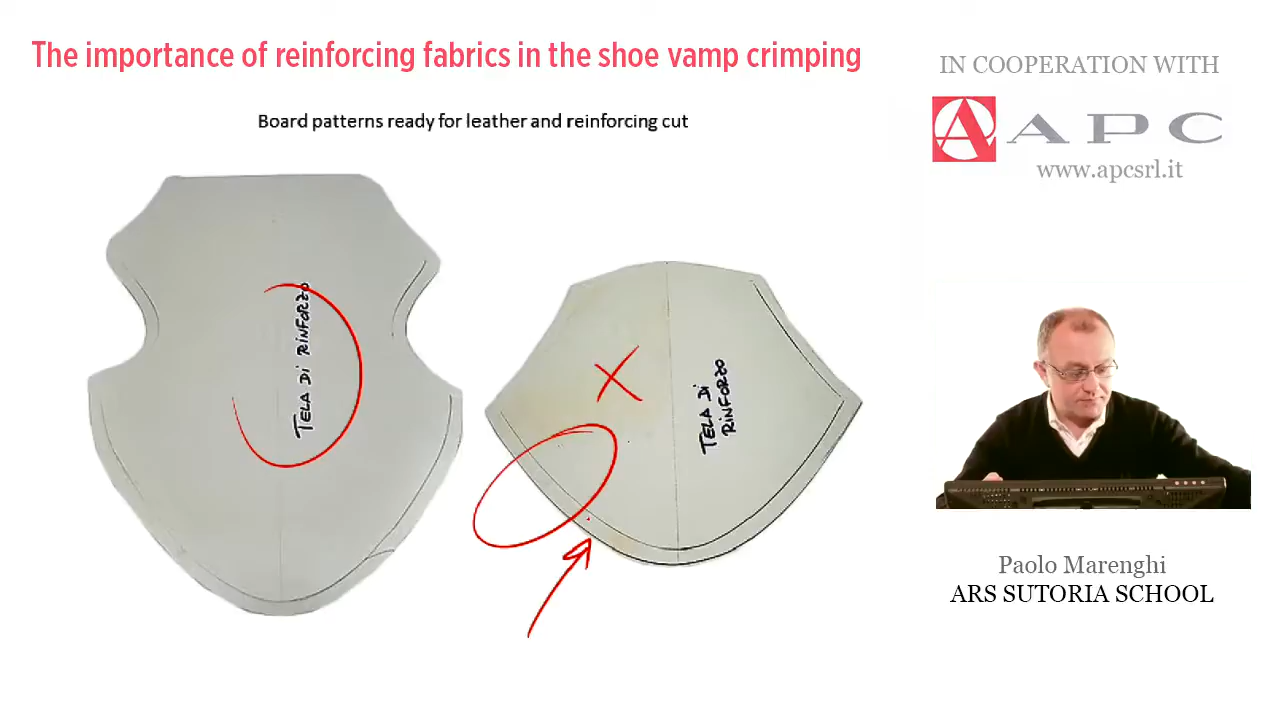 The importance of reinforcing fabrics in the shoe vamp crimping
IN COOPERATION WITH
A P C
www.apcsrl.it
Board patterns ready for leather and reinforcing cut
TELA DI RINFORZO
TELA DI
RINFORZO
Paolo Marenghi
ARS SUTORIA SCHOOL